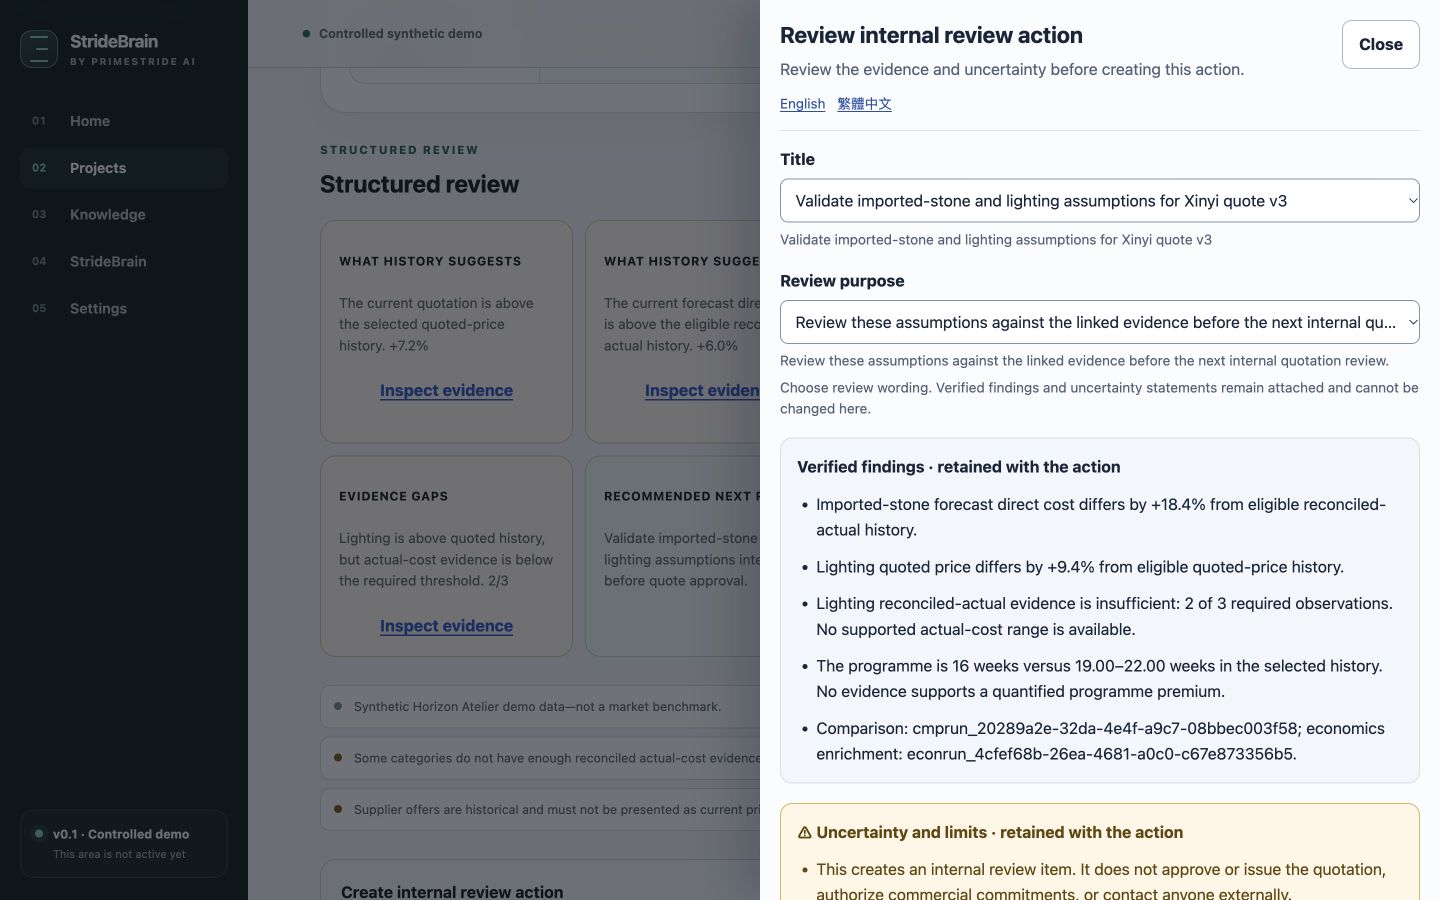 StrideBrain
BY PRIMESTRIDE AI
01 Home
02 Projects
03 Knowledge
04 StrideBrain
05 Settings
v0.1 · Controlled demo
This area is not active yet
Controlled synthetic demo
STRUCTURED REVIEW
Structured review
WHAT HISTORY SUGGESTS
The current quotation is above
the selected quoted-price
history. +7.2%
Inspect evidence
WHAT HISTORY SUGGE
The current forecast dire
is above the eligible reco
actual history. +6.0%
Inspect eviden
EVIDENCE GAPS
Lighting is above quoted history,
but actual-cost evidence is below
the required threshold. 2/3
Inspect evidence
RECOMMENDED NEXT
Validate imported-stone
lighting assumptions inte
before quote approval.
Synthetic Horizon Atelier demo data—not a market benchmark.
Some categories do not have enough reconciled actual-cost evidence
Supplier offers are historical and must not be presented as current pri
Create internal review action
Review internal review action
Close
Review the evidence and uncertainty before creating this action.
English 繁體中文
Title
Validate imported-stone and lighting assumptions for Xinyi quote v3
Validate imported-stone and lighting assumptions for Xinyi quote v3
Review purpose
Review these assumptions against the linked evidence before the next internal qu...
Review these assumptions against the linked evidence before the next internal quotation review.
Choose review wording. Verified findings and uncertainty statements remain attached and cannot be
changed here.
Verified findings · retained with the action
• Imported-stone forecast direct cost differs by +18.4% from eligible reconciled-
actual history.
• Lighting quoted price differs by +9.4% from eligible quoted-price history.
• Lighting reconciled-actual evidence is insufficient: 2 of 3 required observations.
No supported actual-cost range is available.
• The programme is 16 weeks versus 19.00–22.00 weeks in the selected history.
No evidence supports a quantified programme premium.
• Comparison: cmprun_20289a2e-32da-4e4f-a9c7-08bbec003f58; economics
enrichment: econrun_4cfef68b-26ea-4681-a0c0-c67e873356b5.
⚠ Uncertainty and limits · retained with the action
• This creates an internal review item. It does not approve or issue the quotation,
authorize commercial commitments, or contact anyone externally.